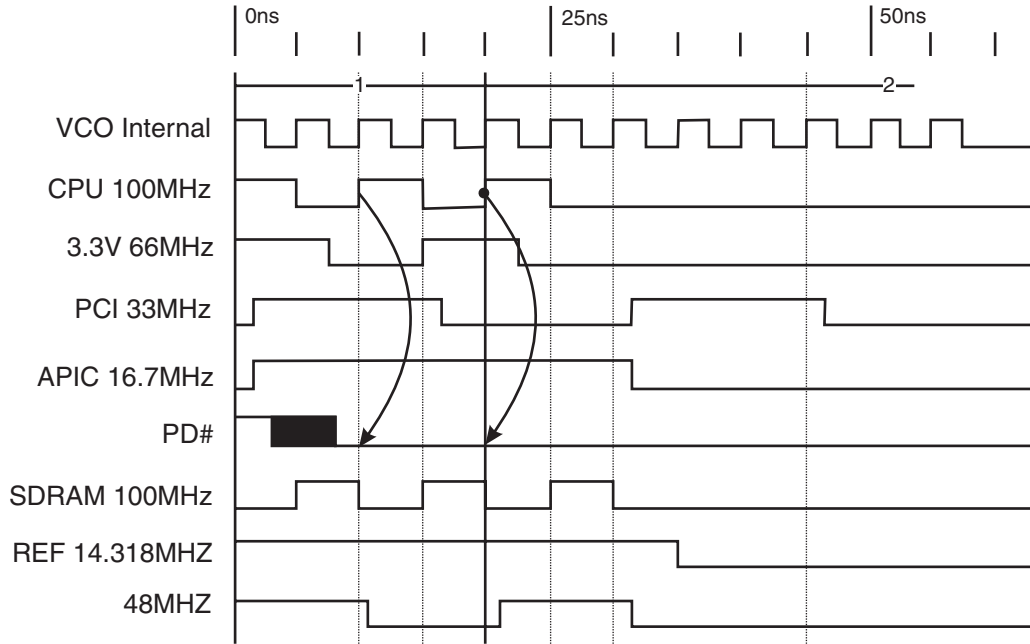 0ns 25ns 50ns
1 2
VCO Internal
CPU 100MHz
3.3V 66MHz
PCI 33MHz
APIC 16.7MHz
PD#
SDRAM 100MHz
REF 14.318MHZ
48MHZ